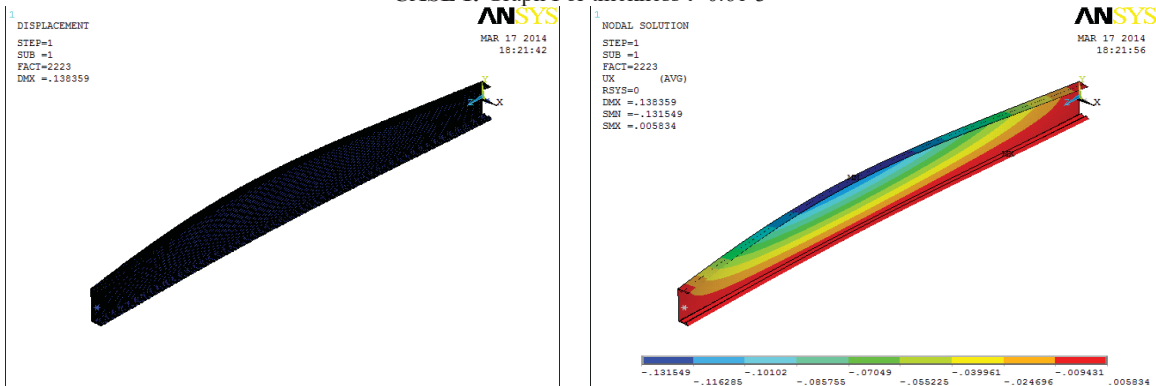 1
DISPLACEMENT
STEP=1
SUB =1
FACT=2223
DMX =.138359
ANSYS
MAR 17 2014
18:21:42
Y
Z
X
1
NODAL SOLUTION
STEP=1
SUB =1
FACT=2223
UX (AVG)
RSYS=0
DMX =.138359
SMN =-.131549
SMX =.005834
ANSYS
MAR 17 2014
18:21:56
Y
Z
X
MN
MX
-.131549 -.10102 -.07049 -.039961 -.009431
-.116285 -.085755 -.055225 -.024696 .005834